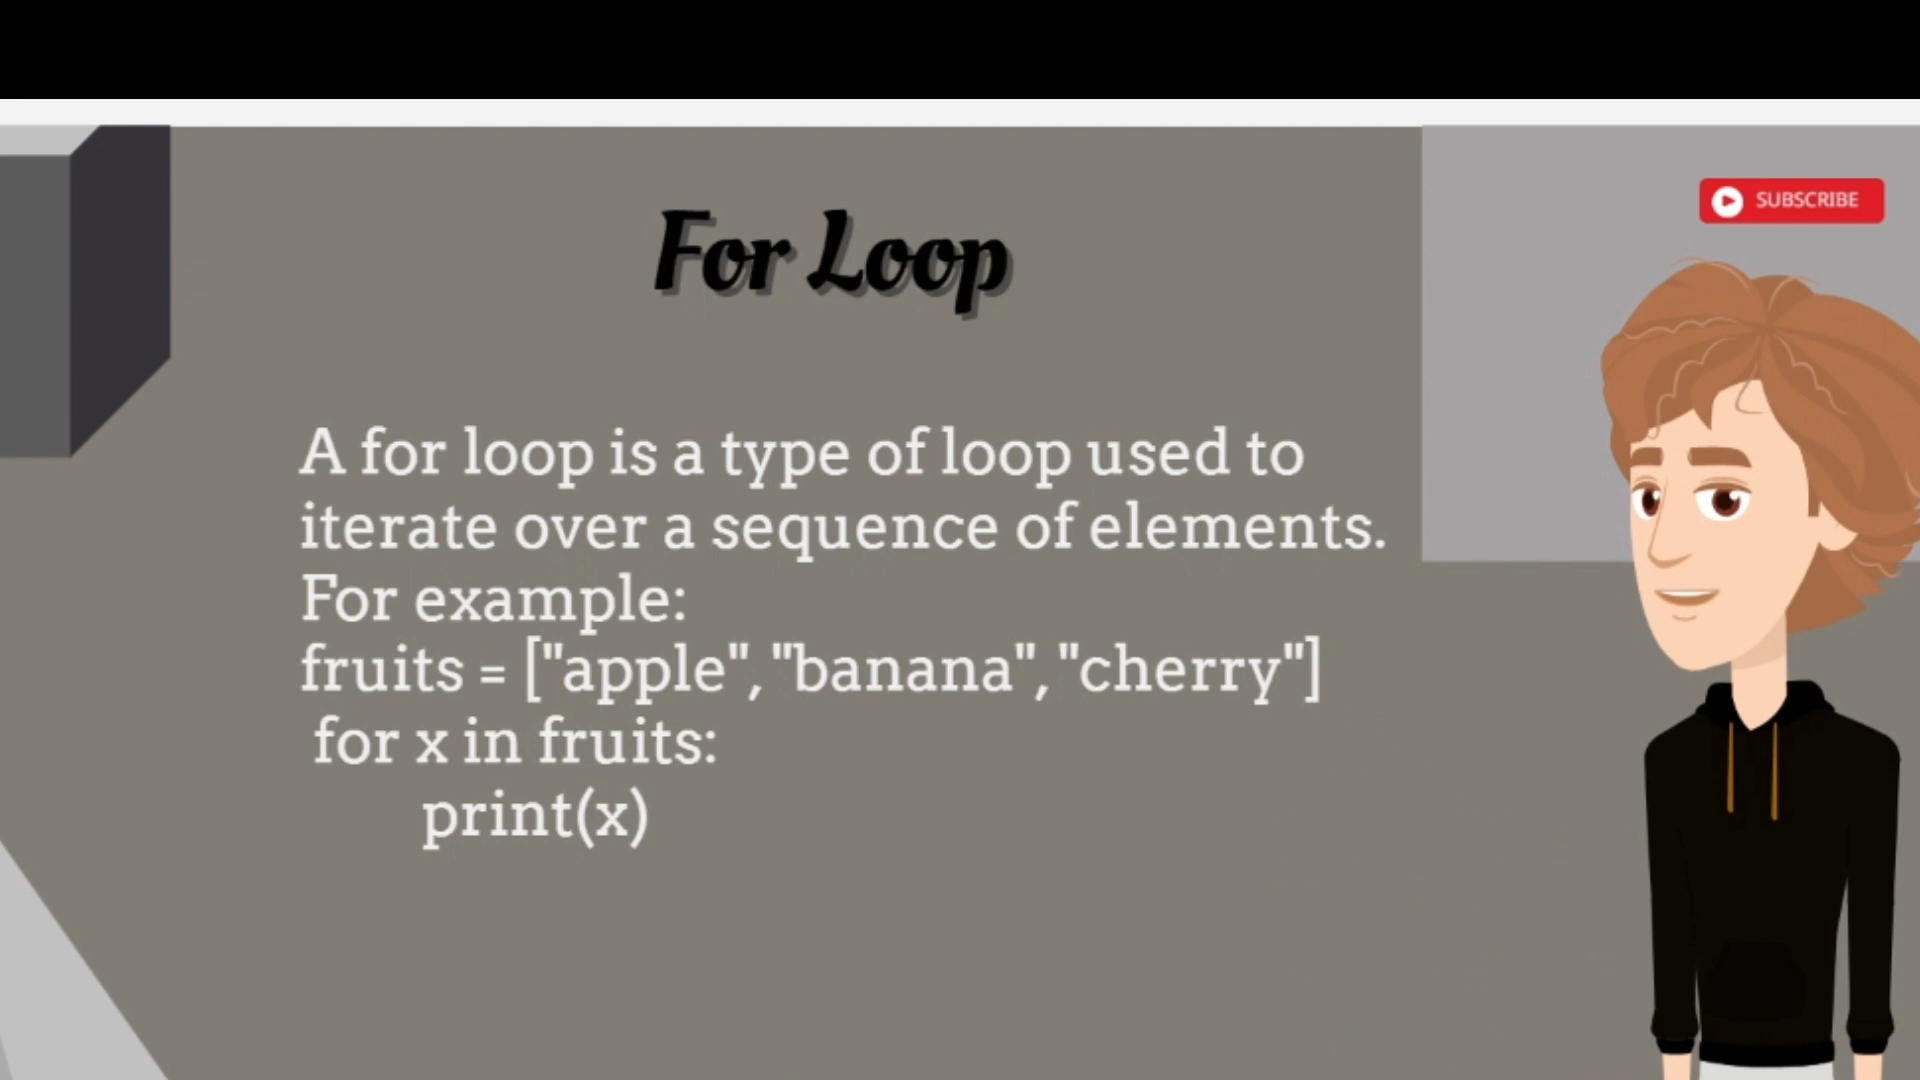 SUBSCRIBE
For Loop
A for loop is a type of loop used to
iterate over a sequence of elements.
For example:
fruits = ["apple","banana","cherry"]
for x in fruits:
print(x)